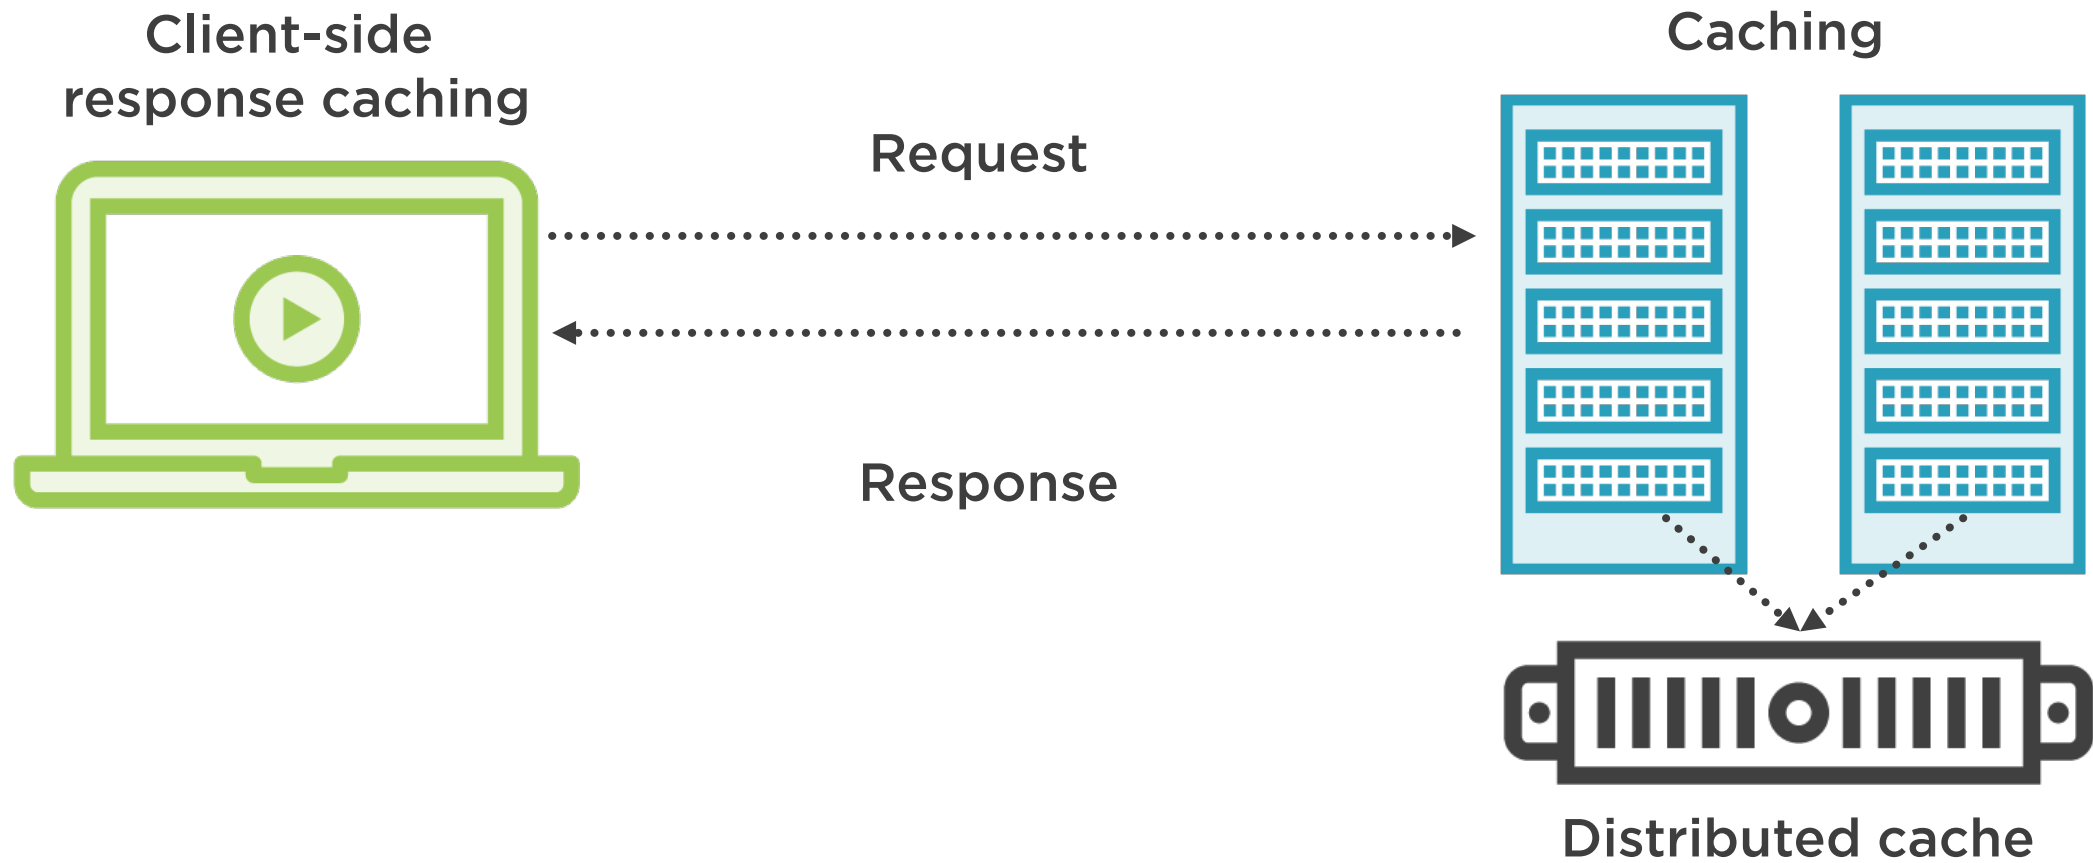 Client-side
response caching
Request
Response
Caching
Distributed cache